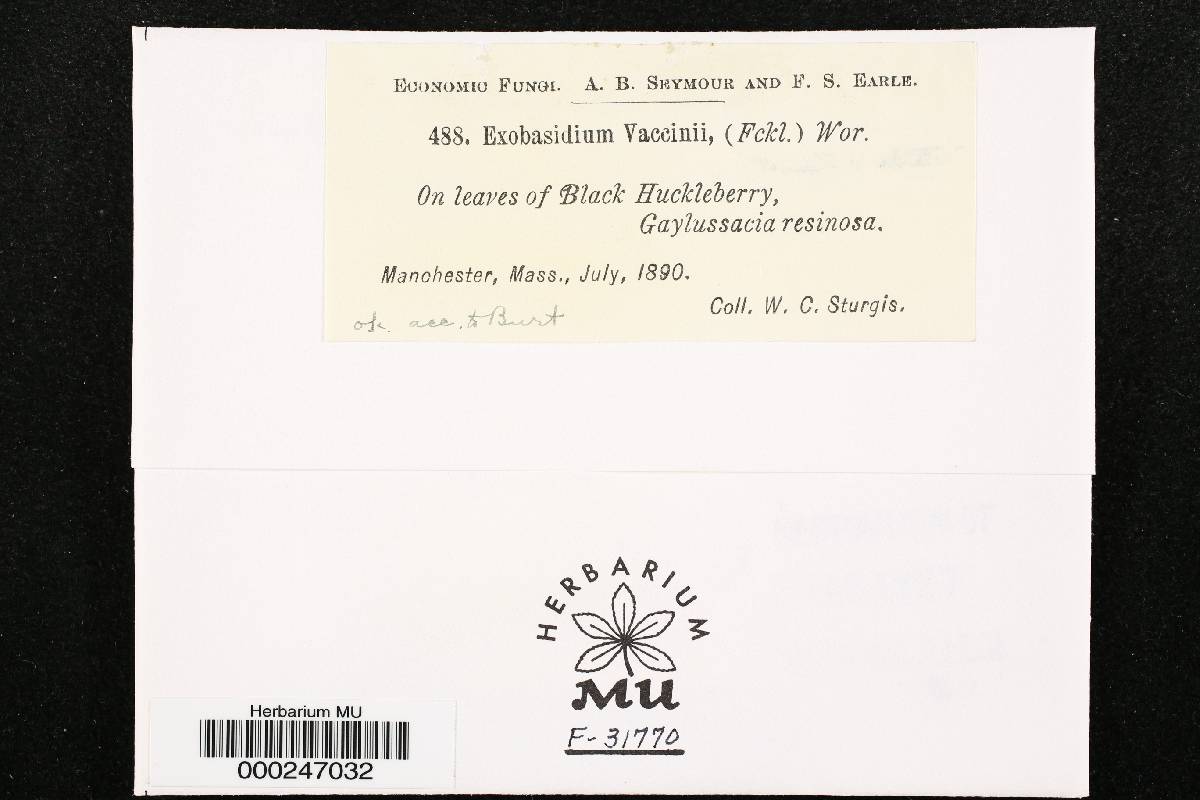 Economic Fungi. A. B. Seymour and F. S. Earle.
488. Exobasidium Vaccinii, (Fckl.) Wor.
On leaves of Black Huckleberry,
Gaylussacia resinosa.
Manchester, Mass., July, 1890.
Coll. W. C. Sturgis.
ok. acc. to Burt
HERBARIUM
MU
F-31770
Herbarium MU
000247032